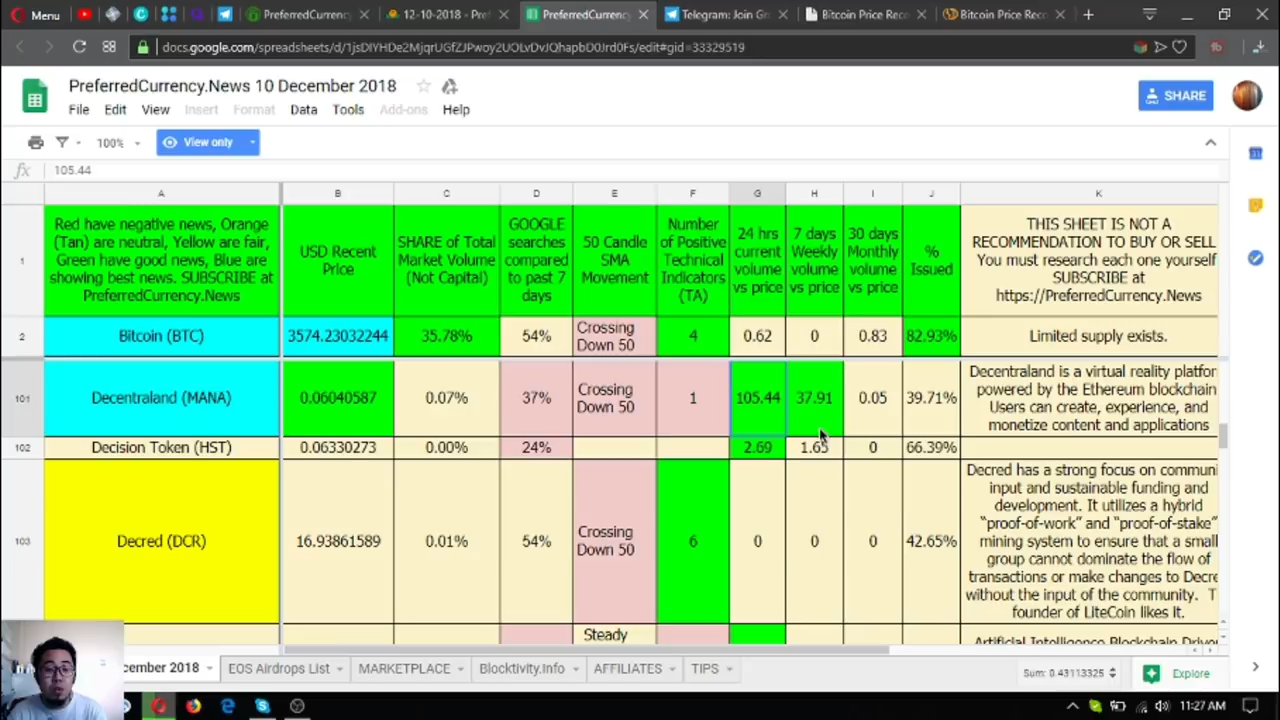 Menu
PreferredCurrency
12-10-2018 - Pref
PreferredCurrency
Telegram: Join Gr
Bitcoin Price Rec
Bitcoin Price Rec
docs.google.com/spreadsheets/d/1jsDIYHDe2MjqrUGfZJPwoy2UOLvDvJQhapbD0Jrd0Fs/edit#gid=33329519
PreferredCurrency.News 10 December 2018
SHARE
File Edit View Insert Format Data Tools Add-ons Help
100% View only
fx 105.44
A B C D E F G H I J K
1
Red have negative news, Orange
(Tan) are neutral, Yellow are fair,
Green have good news, Blue are
showing best news. SUBSCRIBE at
PreferredCurrency.News
USD Recent
Price
SHARE of Total
Market Volume
(Not Capital)
GOOGLE
searches
compared
to past 7
days
50 Candle
SMA
Movement
Number
of Positive
Technical
Indicators
(TA)
24 hrs
current
volume
vs price
7 days
Weekly
volume
vs price
30 days
Monthly
volume
vs price
%
Issued
THIS SHEET IS NOT A
RECOMMENDATION TO BUY OR SELL
You must research each one yourself
SUBSCRIBE at
https://PreferredCurrency.News
2
Bitcoin (BTC)
3574.23032244
35.78%
54%
Crossing
Down 50
4
0.62
0
0.83
82.93%
Limited supply exists.
101
Decentraland (MANA)
0.06040587
0.07%
37%
Crossing
Down 50
1
105.44
37.91
0.05
39.71%
Decentraland is a virtual reality platform
powered by the Ethereum blockchain
Users can create, experience, and
monetize content and applications
102
Decision Token (HST)
0.06330273
0.00%
24%
2.69
1.65
0
66.39%
103
Decred (DCR)
16.93861589
0.01%
54%
Crossing
Down 50
6
0
0
0
42.65%
Decred has a strong focus on communi
input and sustainable funding and
development. It utilizes a hybrid
“proof-of-work” and “proof-of-stake”
mining system to ensure that a small
group cannot dominate the flow of
transactions or make changes to Decre
without the input of the community. T
founder of LiteCoin likes it.
Steady
Artificial Intelligence Blockchain Driven
cember 2018
EOS Airdrops List
MARKETPLACE
Blocktivity.Info
AFFILIATES
TIPS
Sum: 0.43113325
Explore
11:27 AM